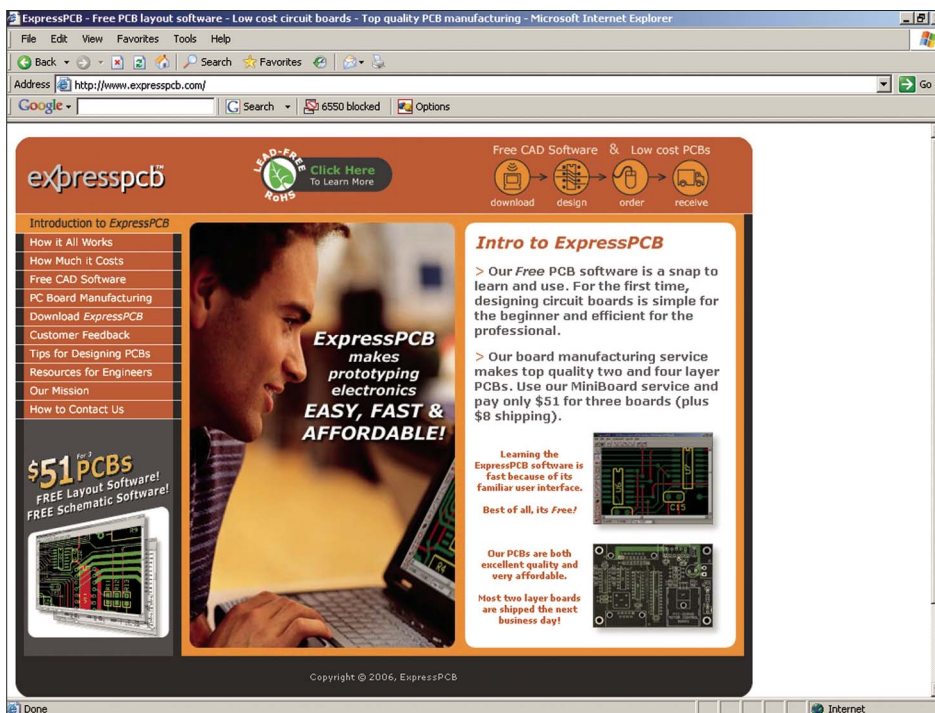 ExpressPCB - Free PCB layout software - Low cost circuit boards - Top quality PCB manufacturing - Microsoft Internet Explorer
File Edit View Favorites Tools Help
Back Search Favorites
Address http://www.expresspcb.com/ Go
Google Search 6550 blocked Options
expresspcb™
LEAD-FREE
RoHS
Click Here
To Learn More
Free CAD Software & Low cost PCBs
download design order receive
Introduction to ExpressPCB
How it All Works
How Much it Costs
Free CAD Software
PC Board Manufacturing
Download ExpressPCB
Customer Feedback
Tips for Designing PCBs
Resources for Engineers
Our Mission
How to Contact Us
$51 For 3 PCBs
FREE Layout Software!
FREE Schematic Software!
ExpressPCB
makes
prototyping
electronics
EASY, FAST &
AFFORDABLE!
R4
Intro to ExpressPCB
> Our Free PCB software is a snap to
learn and use. For the first time,
designing circuit boards is simple for
the beginner and efficient for the
professional.
> Our board manufacturing service
makes top quality two and four layer
PCBs. Use our MiniBoard service and
pay only $51 for three boards (plus
$8 shipping).
Learning the
ExpressPCB software is
fast because of its
familiar user interface.
Best of all, its Free!
U6
U7
C15
Our PCBs are both
excellent quality and
very affordable.
Most two layer boards
are shipped the next
business day!
Copyright © 2006, ExpressPCB
Done Internet